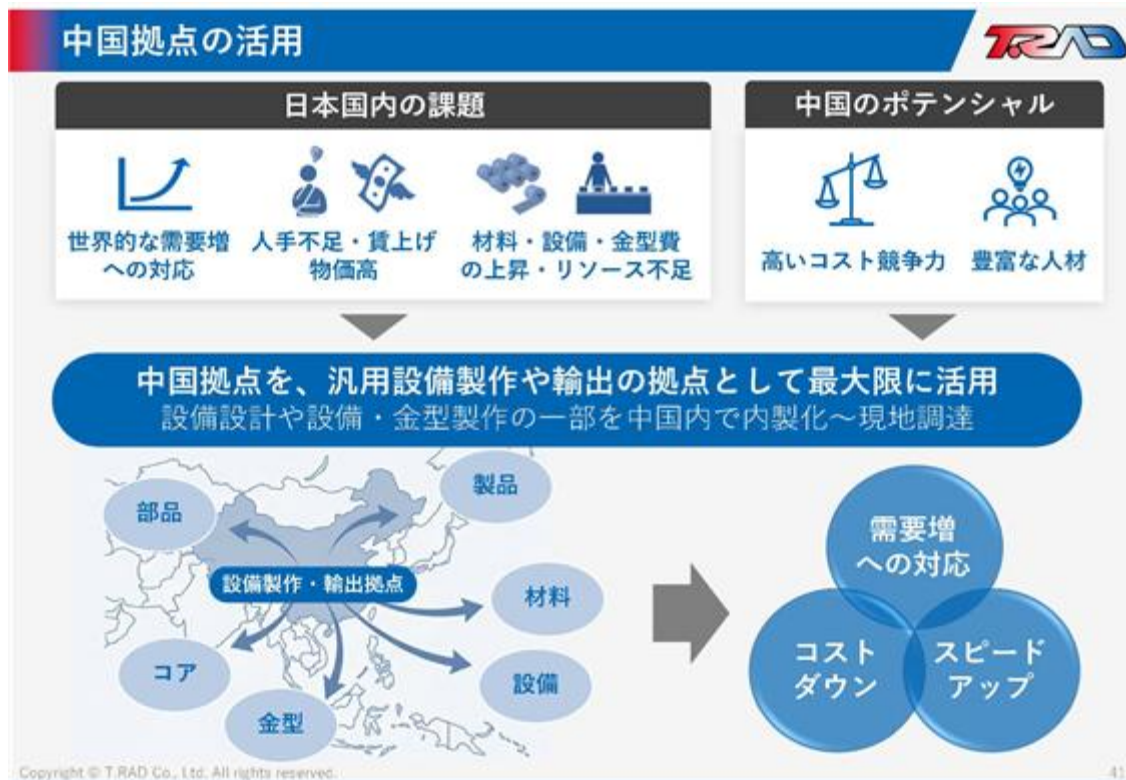 中国拠点の活用
T.RAD
日本国内の課題
世界的な需要増
への対応
人手不足・賃上げ
物価高
材料・設備・金型費
の上昇・リソース不足
中国のポテンシャル
高いコスト競争力
豊富な人材
中国拠点を、汎用設備製作や輸出の拠点として最大限に活用
設備設計や設備・金型製作の一部を中国内で内製化～現地調達
部品
製品
設備製作・輸出拠点
材料
コア
設備
金型
需要増
への対応
コスト
ダウン
スピード
アップ
Copyright © T.RAD Co., Ltd. All rights reserved.
41